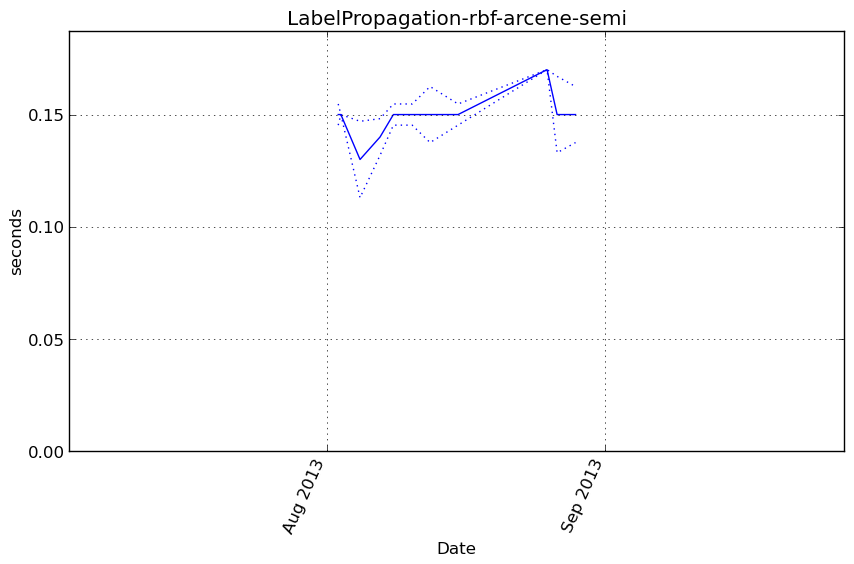 LabelPropagation-rbf-arcene-semi
0.15
0.10
0.05
0.00
seconds
Aug 2013
Sep 2013
Date